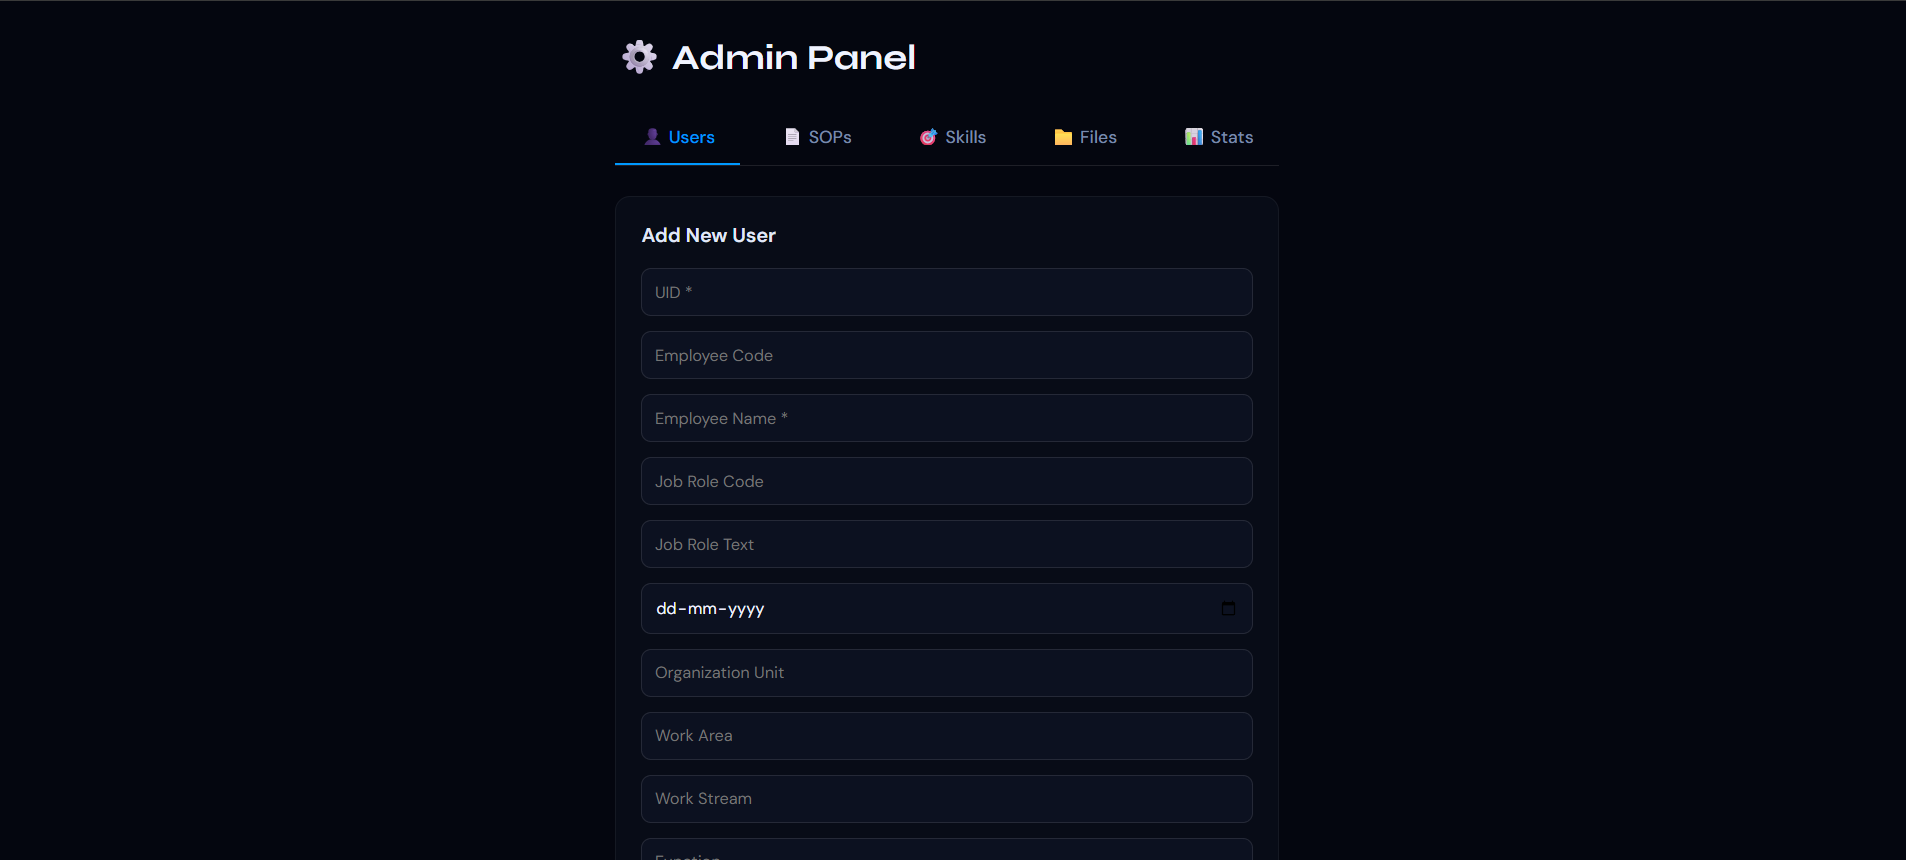 Admin Panel
Users SOPs Skills Files Stats
Add New User
UID *
Employee Code
Employee Name *
Job Role Code
Job Role Text
dd-mm-yyyy
Organization Unit
Work Area
Work Stream
Function